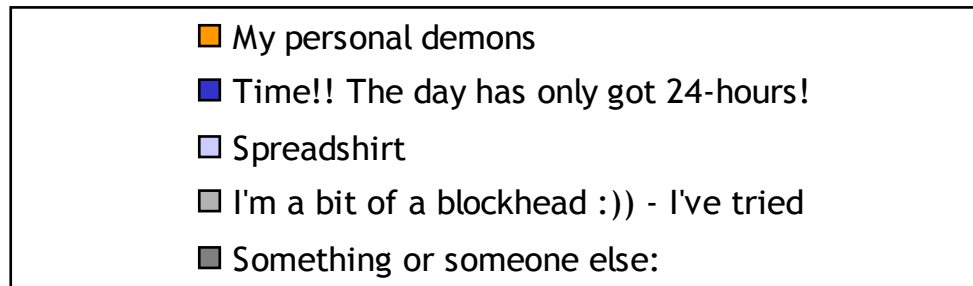 My personal demons
Time!! The day has only got 24-hours!
Spreadshirt
I'm a bit of a blockhead :)) - I've tried
Something or someone else: